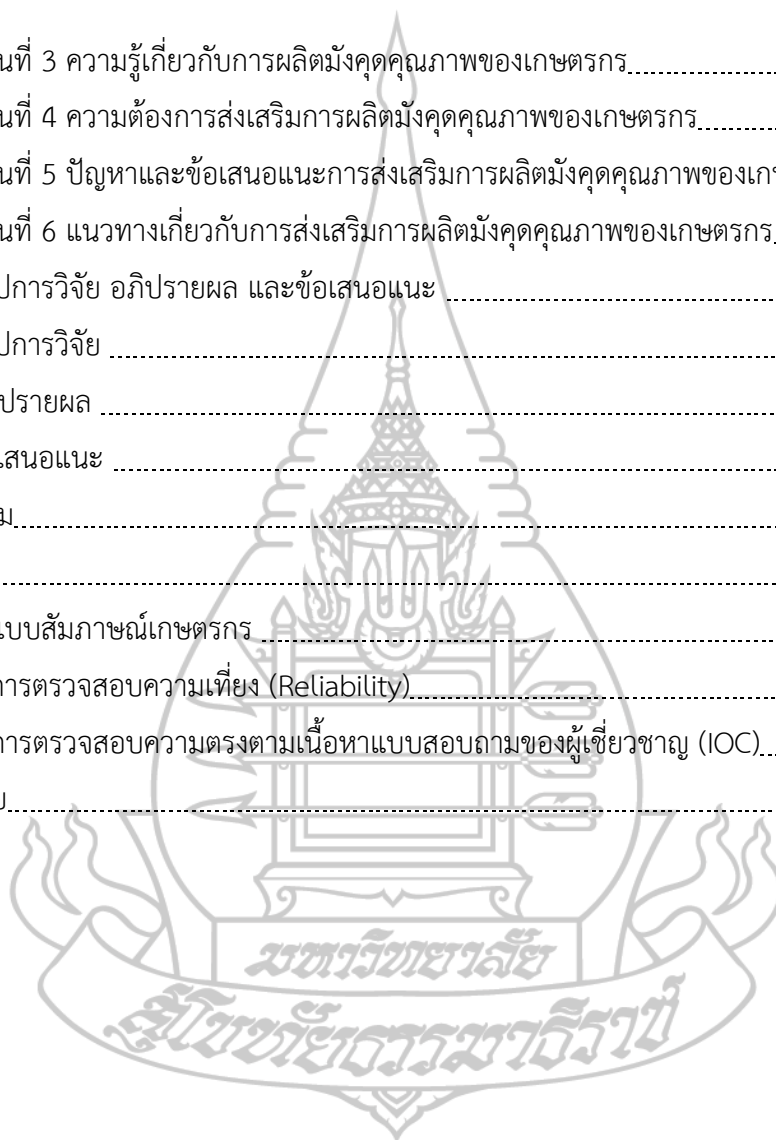 นที่ 3 ความรู้เกี่ยวกับการผลิตมังคุดคุณภาพของเกษตรกร
นที่ 4 ความต้องการส่งเสริมการผลิตมังคุดคุณภาพของเกษตรกร
นที่ 5 ปัญหาและข้อเสนอแนะการส่งเสริมการผลิตมังคุดคุณภาพของเก
นที่ 6 แนวทางเกี่ยวกับการส่งเสริมการผลิตมังคุดคุณภาพของเกษตรกร
ปการวิจัย อภิปรายผล และข้อเสนอแนะ
ปการวิจัย
ปรายผล
เสนอแนะ
ม
แบบสัมภาษณ์เกษตรกร
การตรวจสอบความเที่ยง (Reliability)
การตรวจสอบความตรงตามเนื้อหาแบบสอบถามของผู้เชี่ยวชาญ (IOC)
มหาวิทยาลัย
สุโขทัยธรรมาธิราช